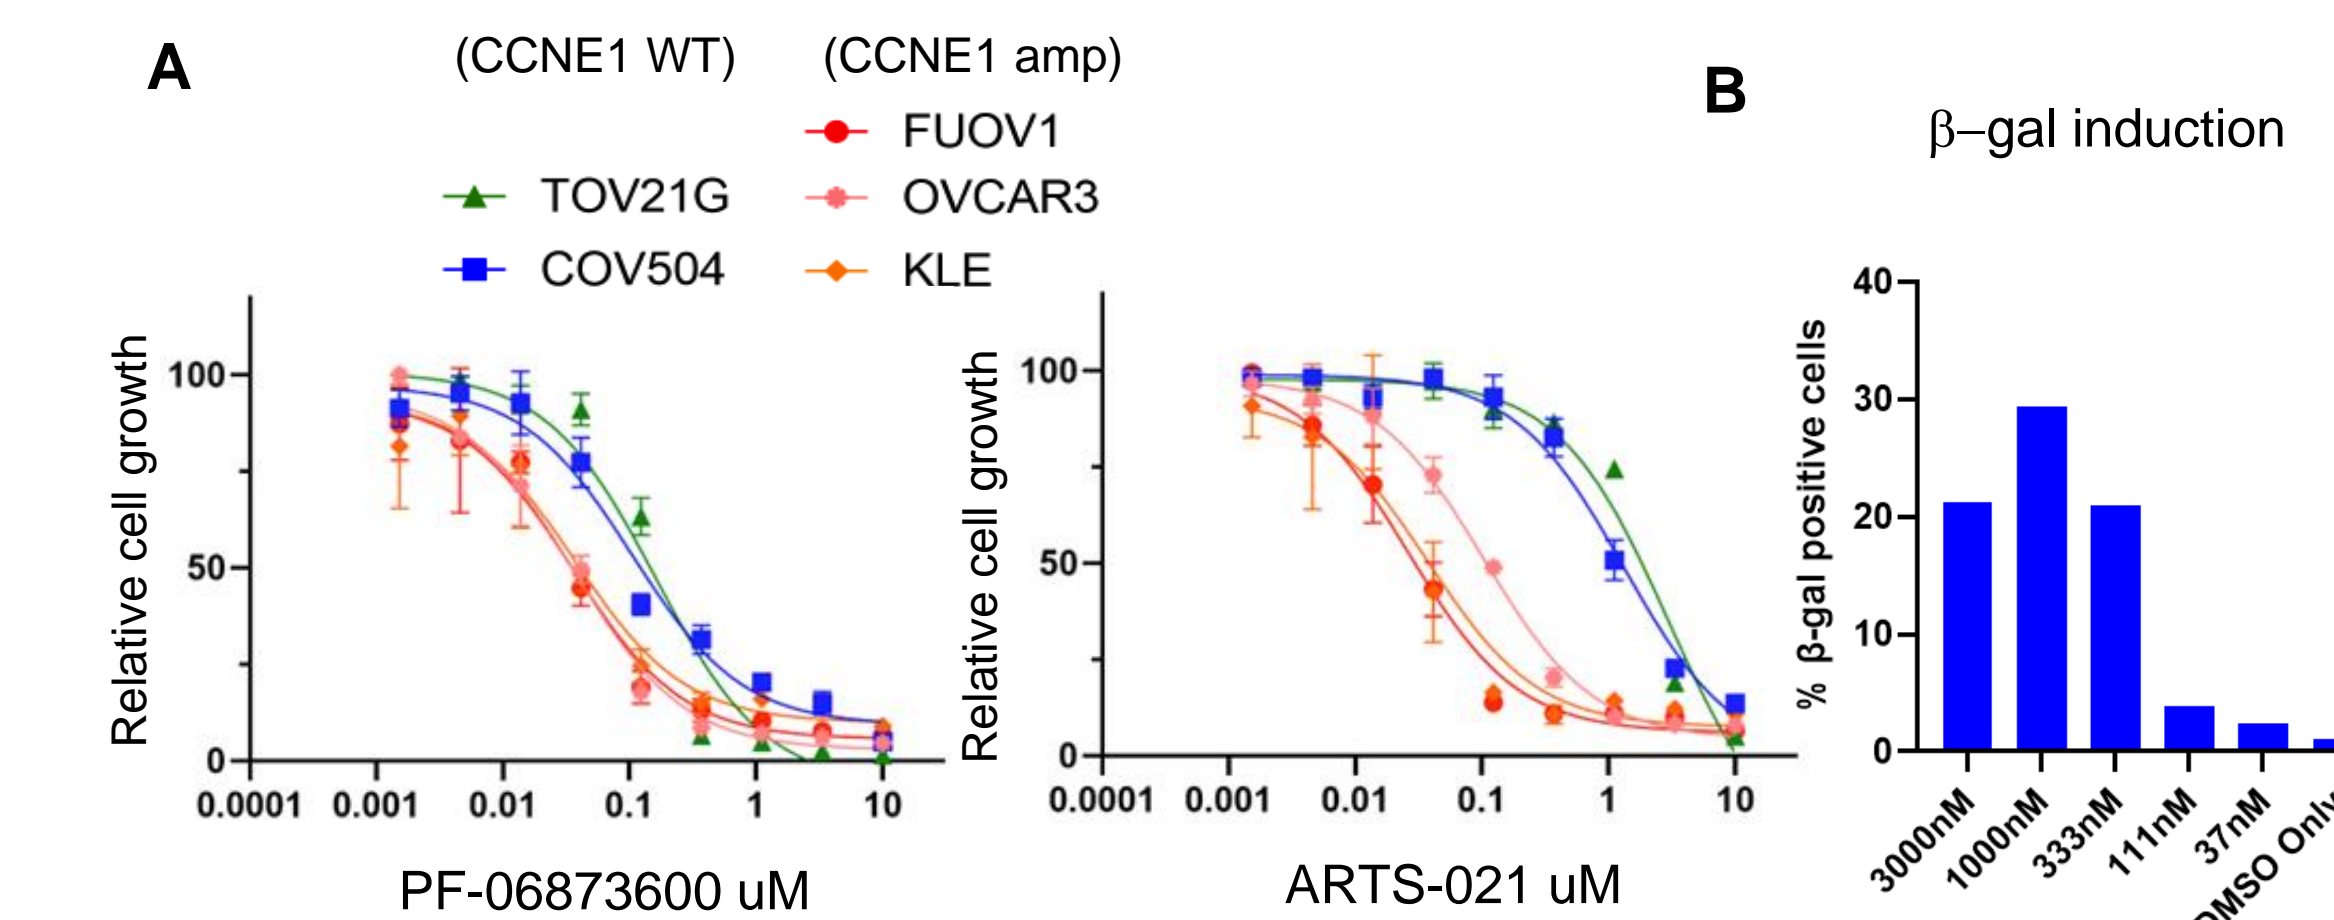 A
(CCNE1 WT)
(CCNE1 amp)
FUOV1
TOV21G
OVCAR3
COV504
KLE
Relative cell growth
100
50
0
0.0001
0.001
0.01
0.1
1
10
PF-06873600 uM
Relative cell growth
100
50
0
0.0001
0.001
0.01
0.1
1
10
ARTS-021 uM
B
β–gal induction
% β-gal positive cells
40
30
20
10
0
3000nM
1000nM
333nM
111nM
37nM
DMSO Only